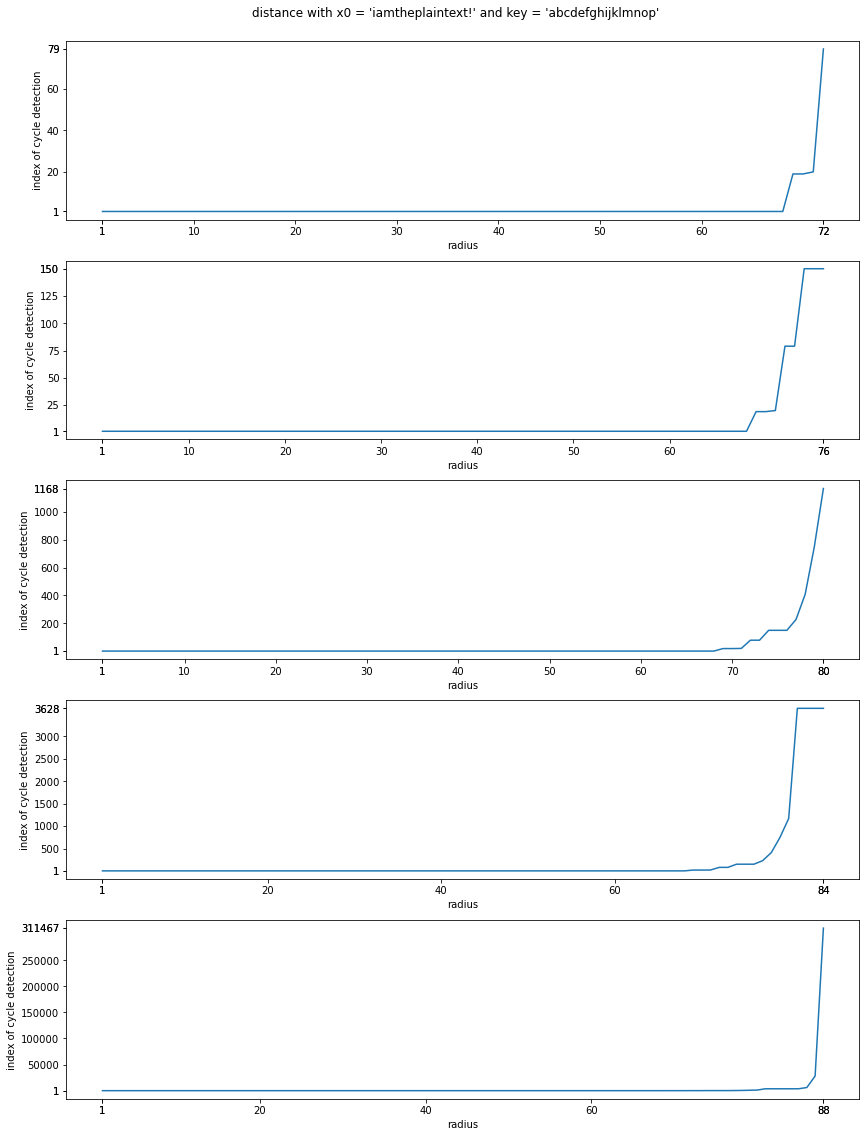 distance with x0 = 'iamtheplaintext!' and key = 'abcdefghijklmnop'
79
60
40
20
1
index of cycle detection
1 10 20 30 40 50 60 72
radius
150
125
100
75
50
25
1
index of cycle detection
1 10 20 30 40 50 60 76
radius
1168
1000
800
600
400
200
1
index of cycle detection
1 10 20 30 40 50 60 70 80
radius
3628
3000
2500
2000
1500
1000
500
1
index of cycle detection
1 20 40 60 84
radius
311467
250000
200000
150000
100000
50000
1
index of cycle detection
1 20 40 60 88
radius